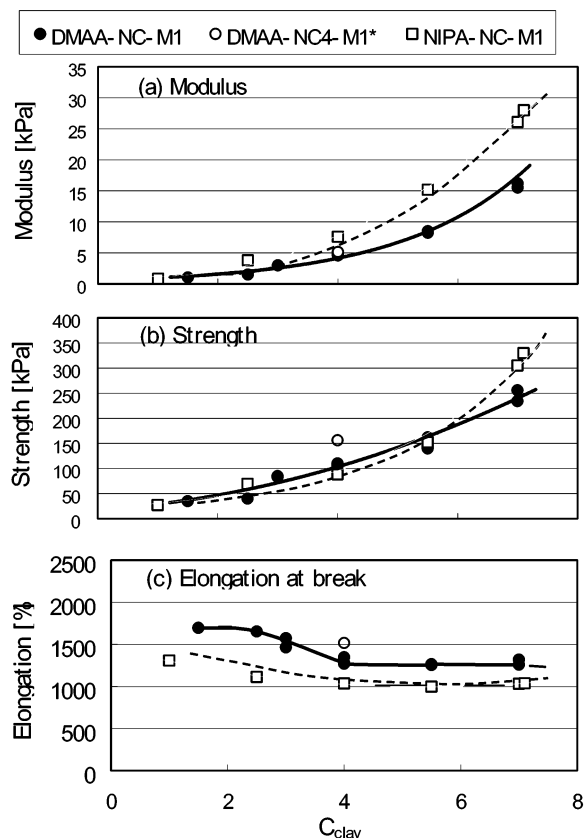 DMAA-NC-M1 DMAA-NC4-M1* NIPA-NC-M1
(a) Modulus
Modulus [kPa]
35
30
25
20
15
10
5
0
(b) Strength
Strength [kPa]
400
350
300
250
200
150
100
50
0
(c) Elongation at break
Elongation [%
2500
2000
1500
1000
500
0
0 2 4 6 8
Cclay